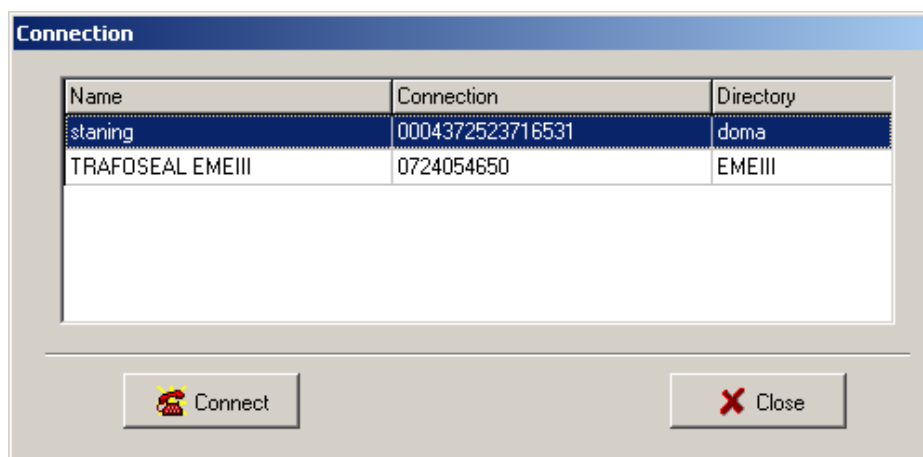 Connection
Name Connection Directory
staning 0004372523716531 doma
TRAFOSEAL EMEIII 0724054650 EMEIII
Connect Close